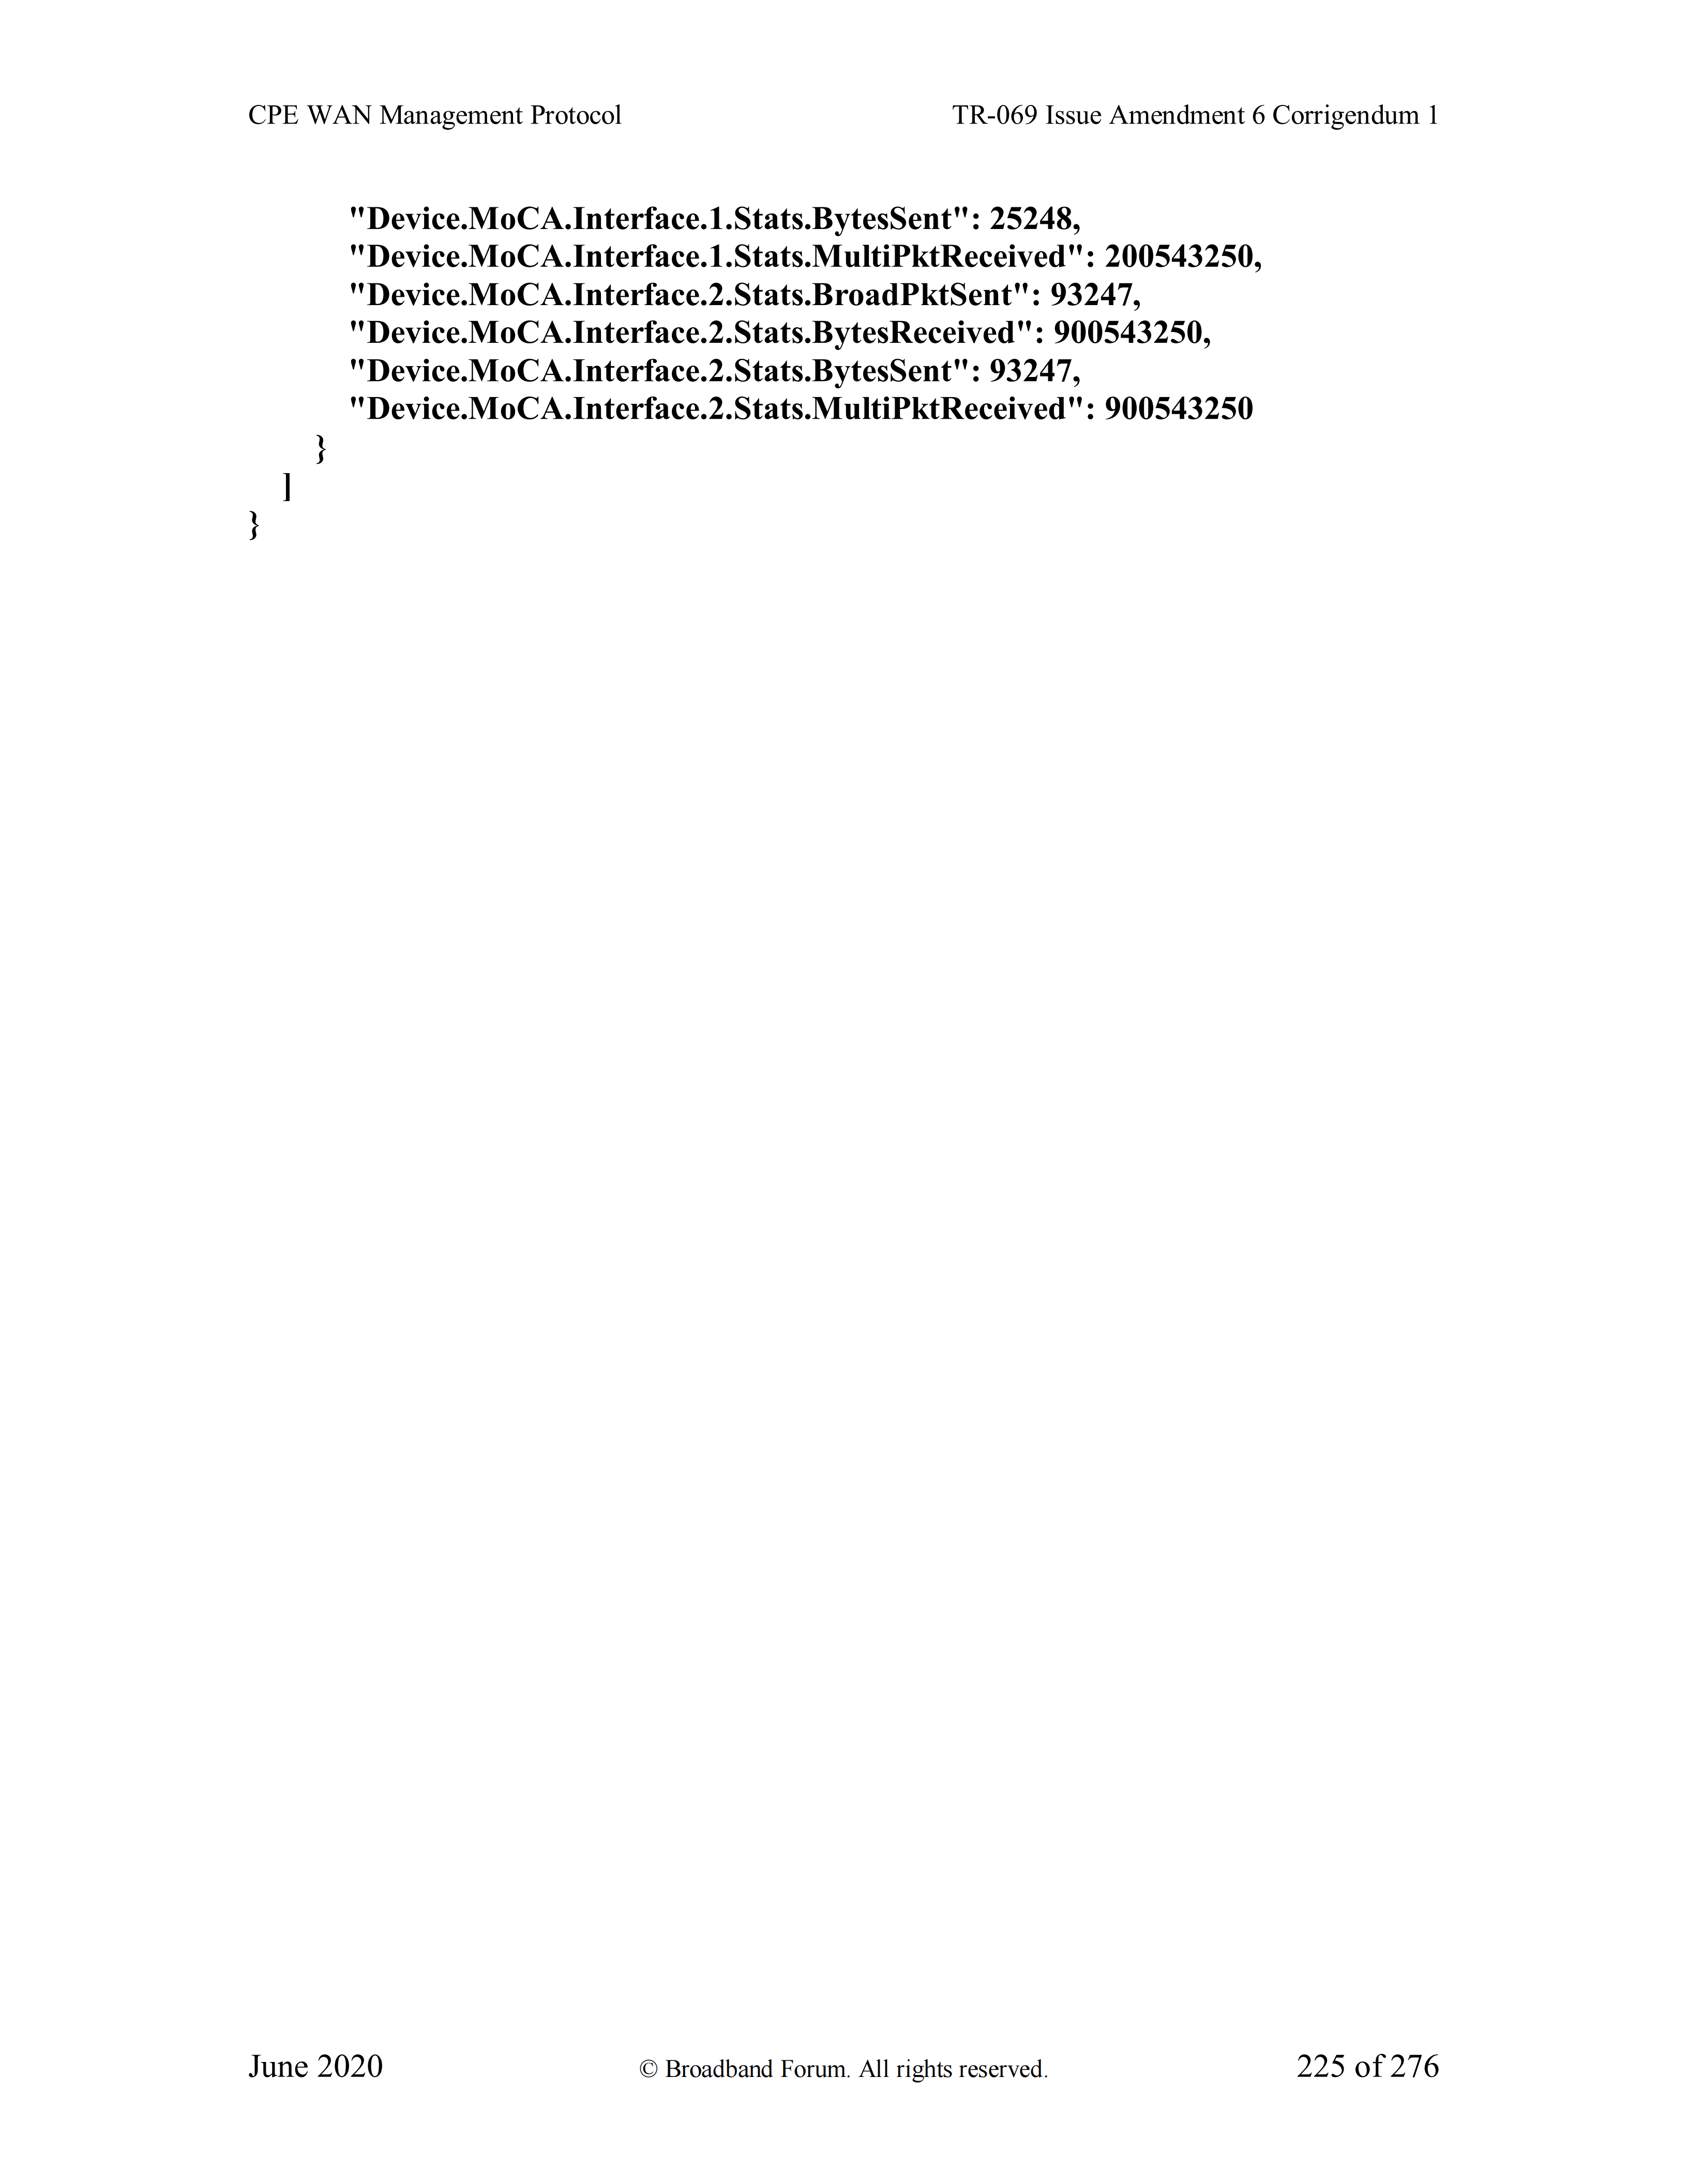 CPE WAN Management Protocol TR-069 Issue Amendment 6 Corrigendum 1
"Device.MoCA.Interface.1.Stats.BytesSent": 25248,
"Device.MoCA.Interface.1.Stats.MultiPktReceived": 200543250,
"Device.MoCA.Interface.2.Stats.BroadPktSent": 93247,
"Device.MoCA.Interface.2.Stats.BytesReceived": 900543250,
"Device.MoCA.Interface.2.Stats.BytesSent": 93247,
"Device.MoCA.Interface.2.Stats.MultiPktReceived": 900543250
}
]
}
June 2020 © Broadband Forum. All rights reserved. 225 of 276